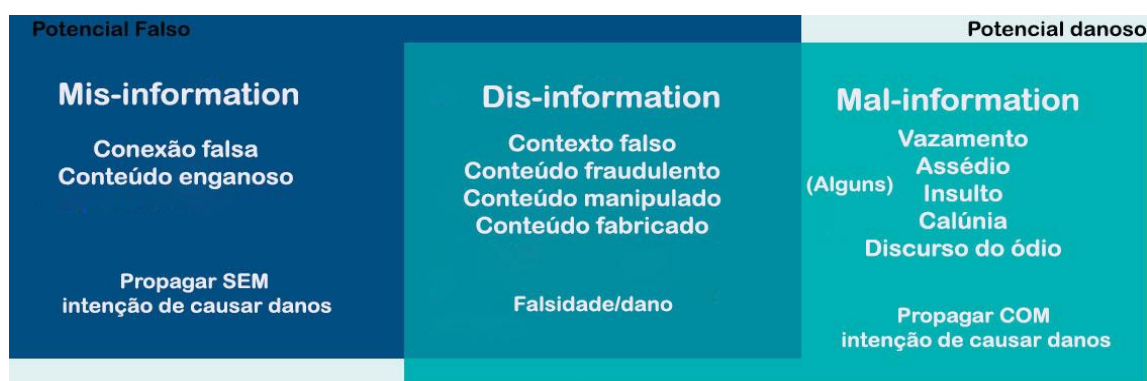 Potencial Falso
Potencial danoso
Mis-information
Conexão falsa
Conteúdo enganoso
Propagar SEM
intenção de causar danos
Dis-information
Contexto falso
Conteúdo fraudulento
Conteúdo manipulado
Conteúdo fabricado
Falsidade/dano
Mal-information
Vazamento
Assédio
(Alguns)
Insulto
Calúnia
Discurso do ódio
Propagar COM
intenção de causar danos